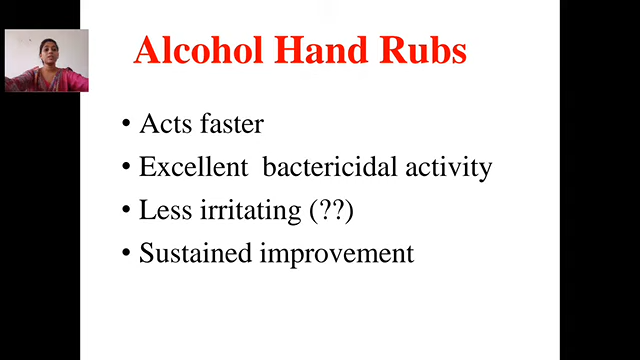 Alcohol Hand Rubs
• Acts faster
• Excellent  bactericidal activity
• Less irritating (??)
• Sustained improvement